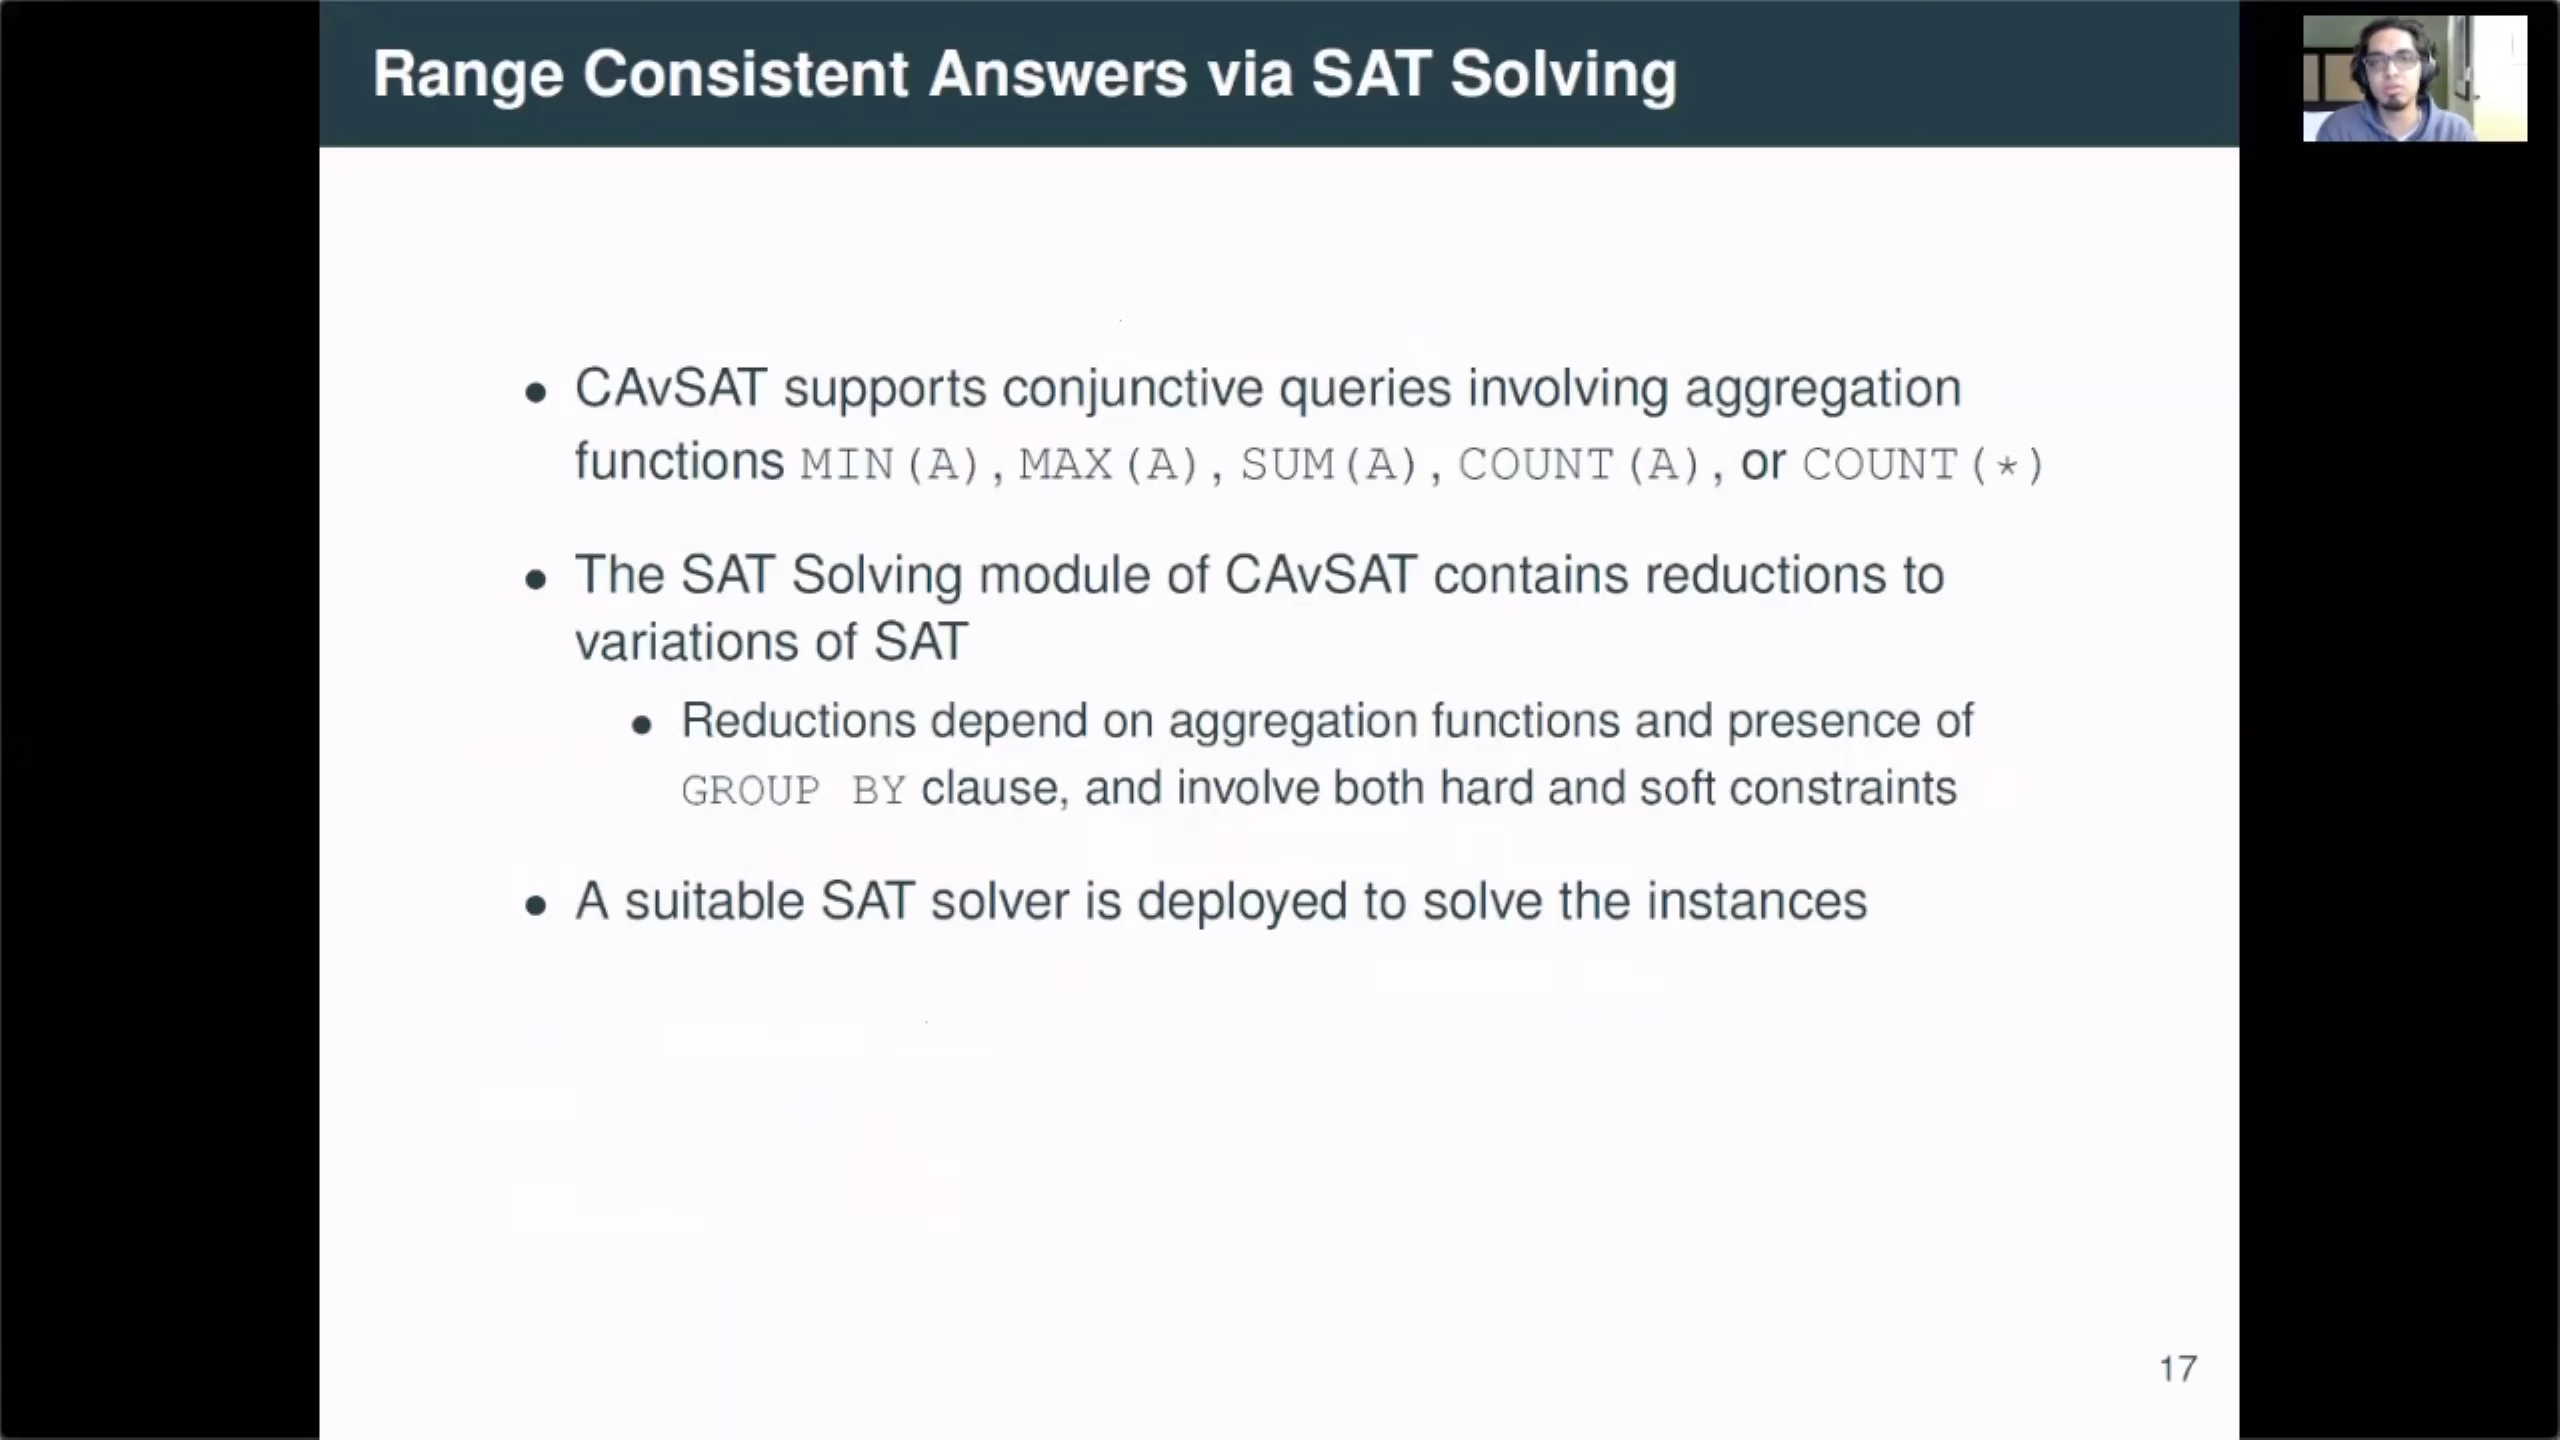 Range Consistent Answers via SAT Solving
• CAvSAT supports conjunctive queries involving aggregation
functions MIN(A), MAX(A), SUM(A), COUNT(A), or COUNT(*)
• The SAT Solving module of CAvSAT contains reductions to
variations of SAT
• Reductions depend on aggregation functions and presence of
GROUP BY clause, and involve both hard and soft constraints
• A suitable SAT solver is deployed to solve the instances
17